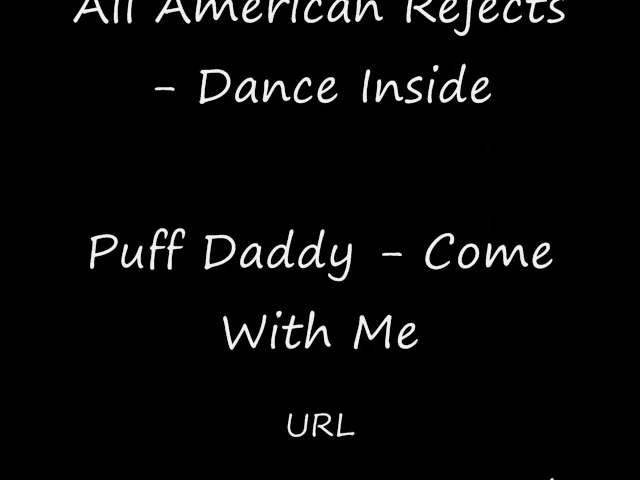 All American Rejects
- Dance Inside
Puff Daddy - Come
With Me
URL